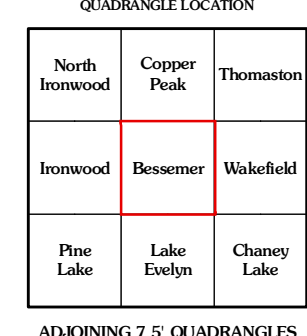 QUADRANGLE LOCATION
North
Ironwood
Copper
Peak
Thomaston
Ironwood
Bessemer
Wakefield
Pine
Lake
Lake
Evelyn
Chaney
Lake
ADJOINING 7.5' QUADRANGLES